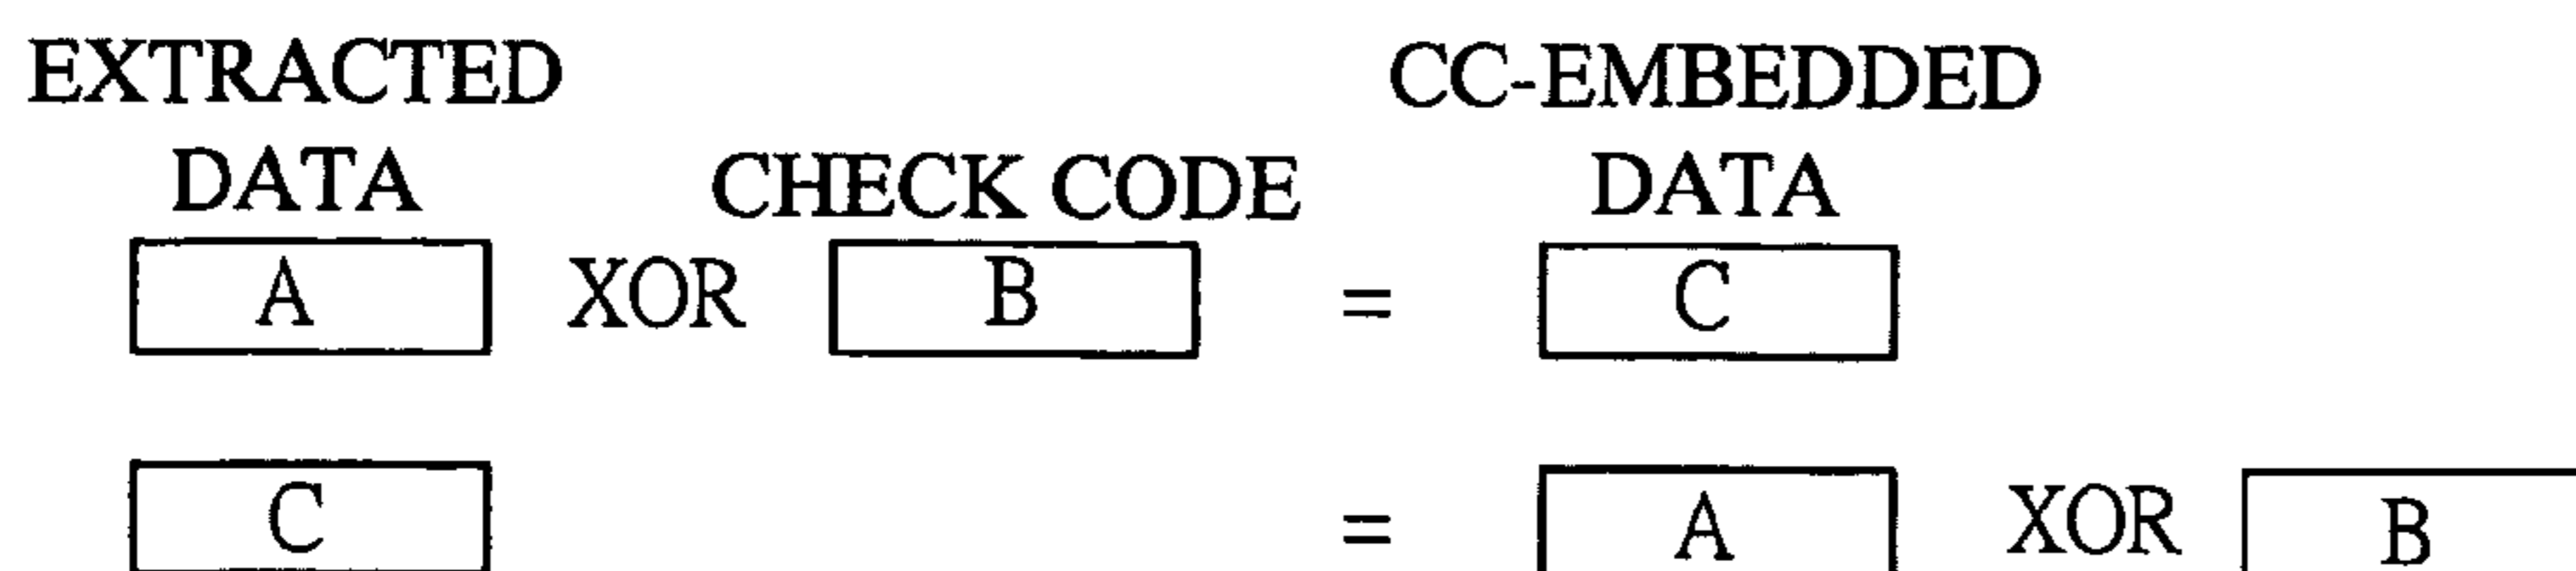 EXTRACTED CC-EMBEDDED
DATA CHECK CODE DATA
A XOR B = C
C = A XOR B